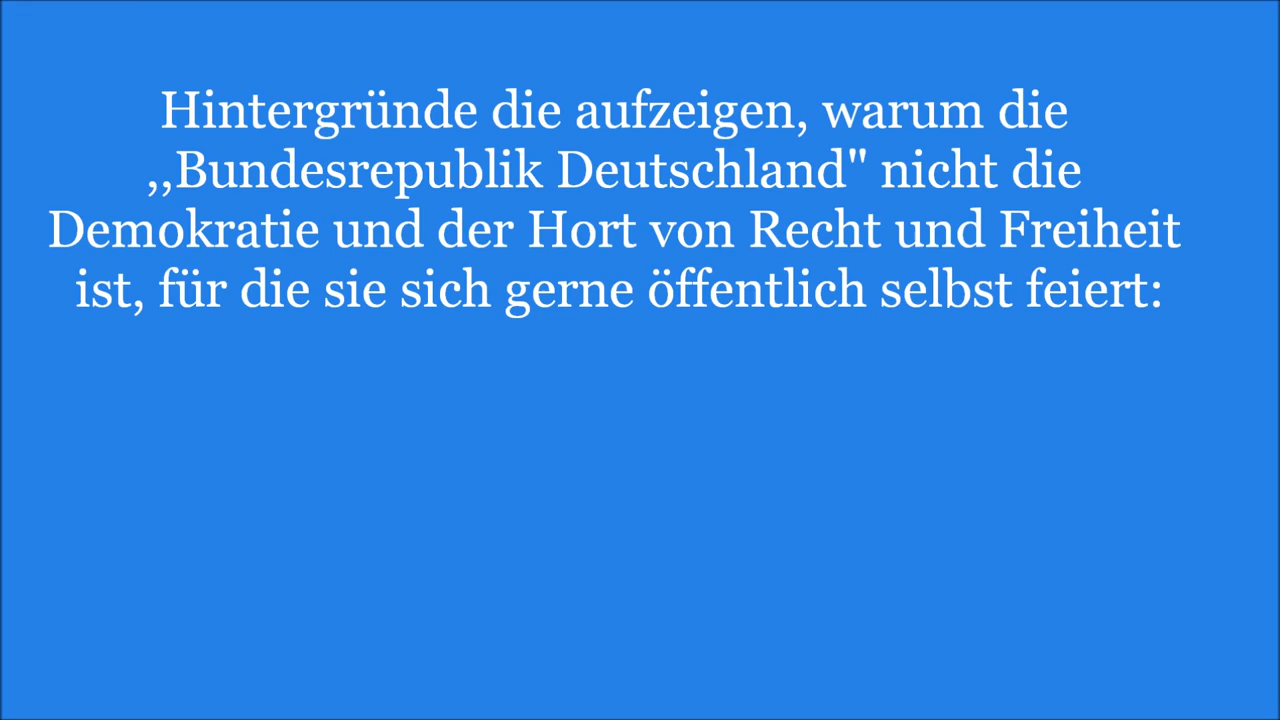 Hintergründe die aufzeigen, warum die
,,Bundesrepublik Deutschland" nicht die
Demokratie und der Hort von Recht und Freiheit
ist, für die sie sich gerne öffentlich selbst feiert: